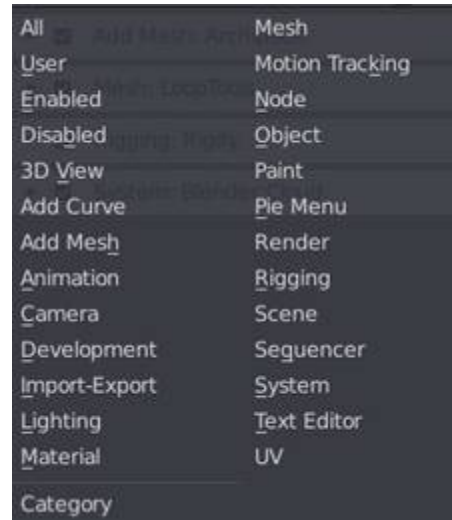 All
User
Enabled
Disabled
3D View
Add Curve
Add Mesh
Animation
Camera
Development
Import-Export
Lighting
Material
Category
Mesh
Motion Tracking
Node
Object
Paint
Pie Menu
Render
Rigging
Scene
Sequencer
System
Text Editor
UV